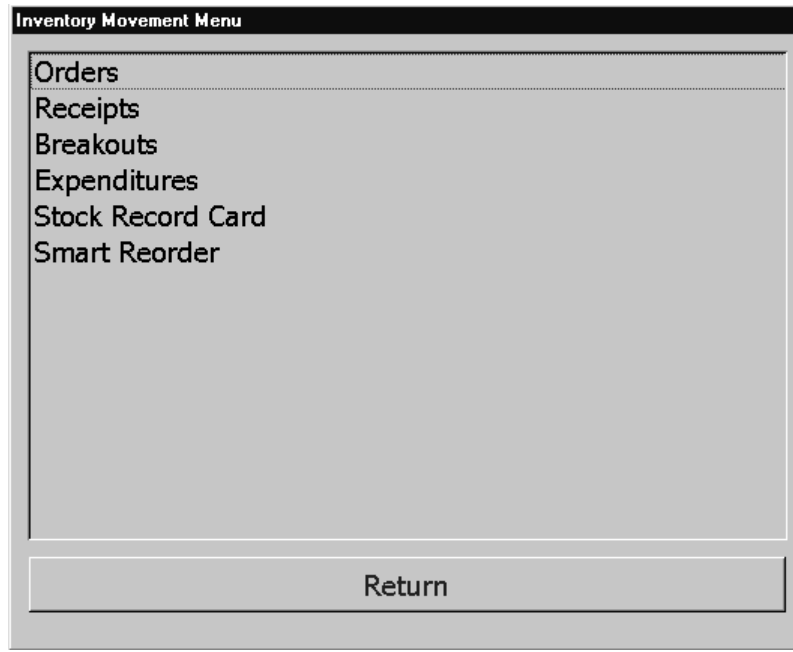 Inventory Movement Menu
Orders
Receipts
Breakouts
Expenditures
Stock Record Card
Smart Reorder
Return